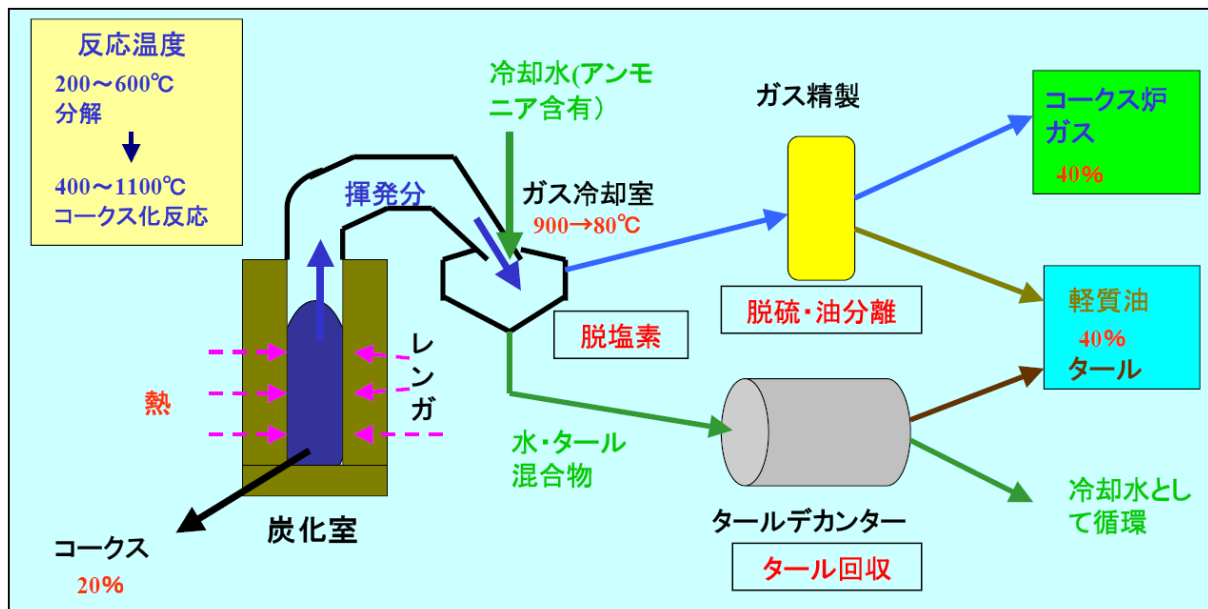 反応温度
200～600℃
分解
400～1100℃
コークス化反応
冷却水(アンモ
ニア含有)
ガス精製
コークス炉
ガス
40%
揮発分
ガス冷却室
900→80℃
脱塩素
脱硫・油分離
軽質油
40%
タール
熱
レンガ
水・タール
混合物
タールデカンター
タール回収
冷却水とし
て循環
炭化室
コークス
20%